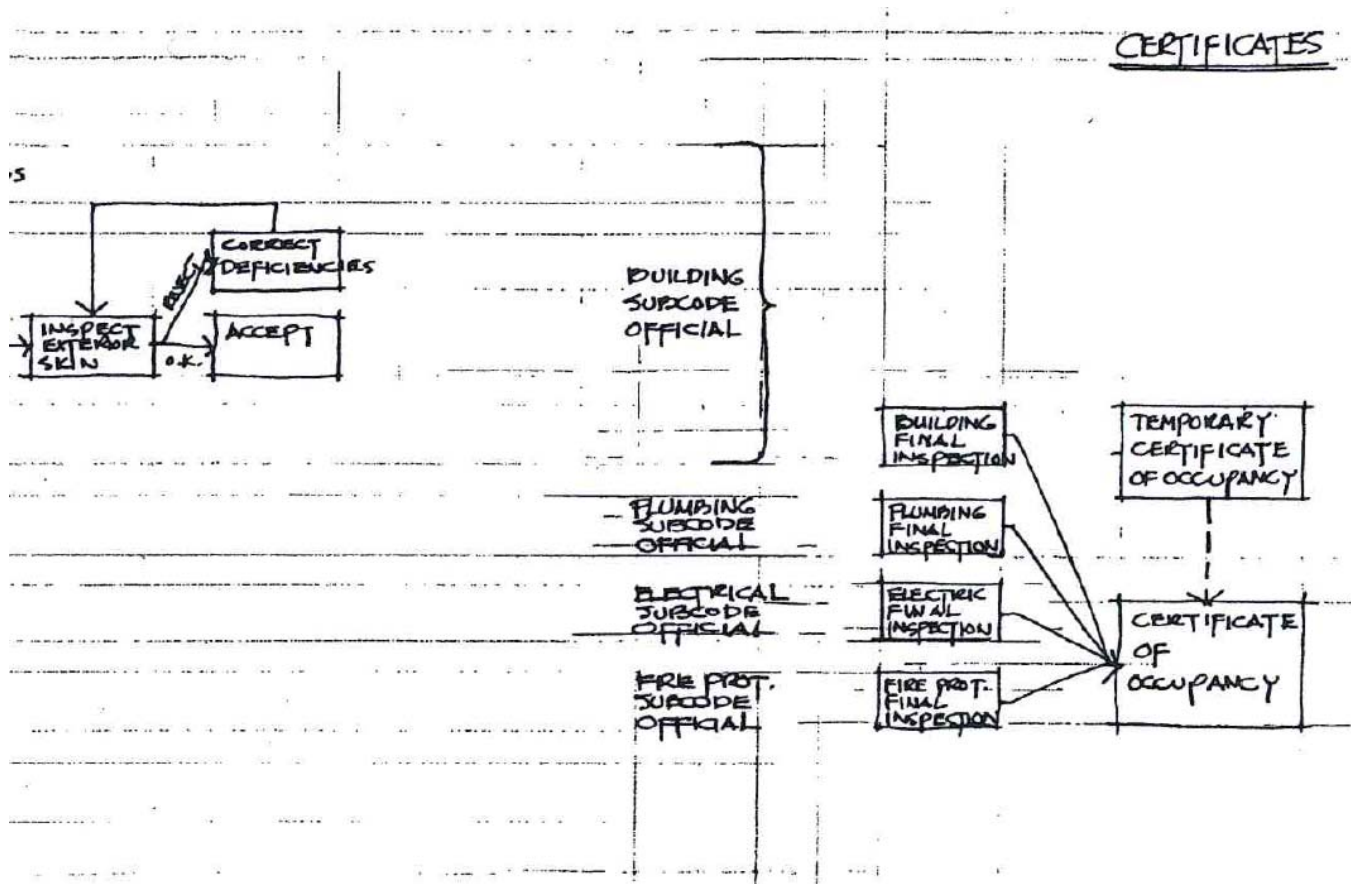 CERTIFICATES
S
CORRECT
DEFICIENCIES
REJECT
INSPECT
EXTERIOR
SKIN
O.K.
ACCEPT
BUILDING
SUBCODE
OFFICIAL
BUILDING
FINAL
INSPECTION
TEMPORARY
CERTIFICATE
OF OCCUPANCY
PLUMBING
SUBCODE
OFFICIAL
PLUMBING
FINAL
INSPECTION
ELECTRICAL
SUBCODE
OFFICIAL
ELECTRIC
FINAL
INSPECTION
CERTIFICATE
OF
OCCUPANCY
FIRE PROT.
SUBCODE
OFFICIAL
FIRE PROT.
FINAL
INSPECTION